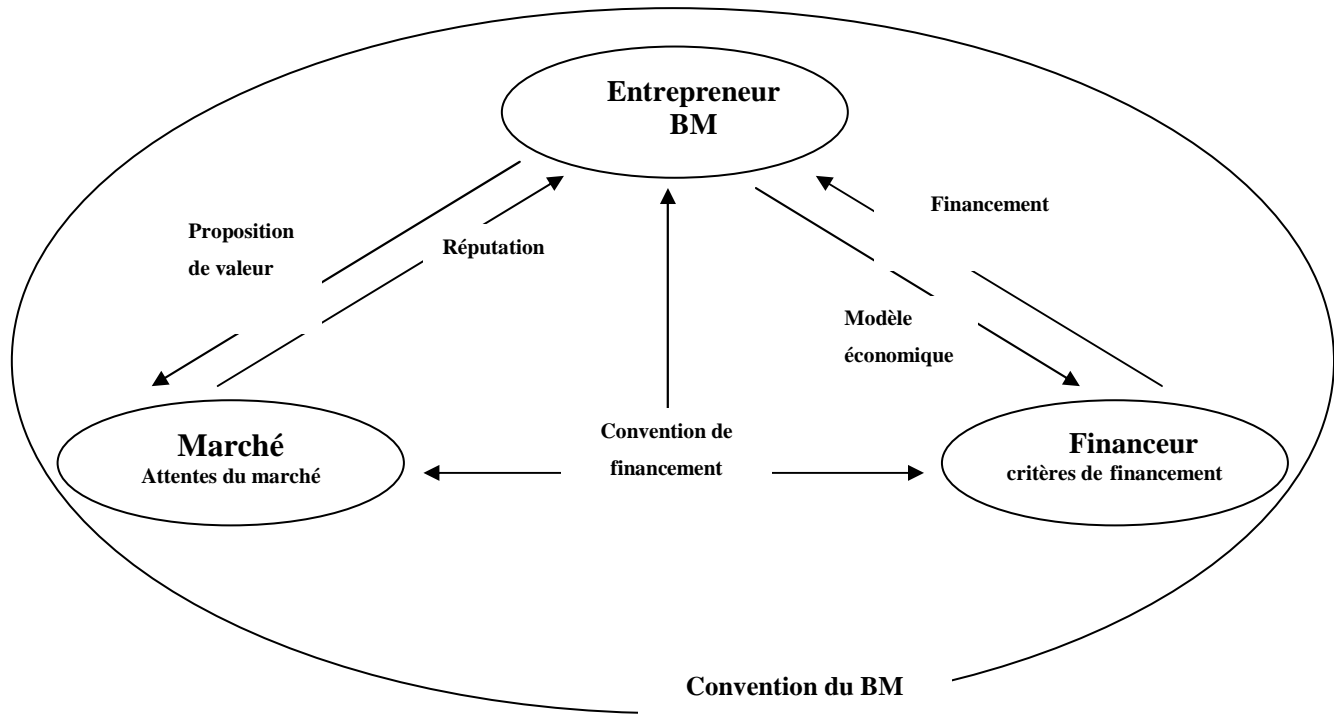 Entrepreneur
BM
Proposition
de valeur
Réputation
Financement
Modèle
économique
Convention de
financement
Marché
Attentes du marché
Financeur
critères de financement
Convention du BM